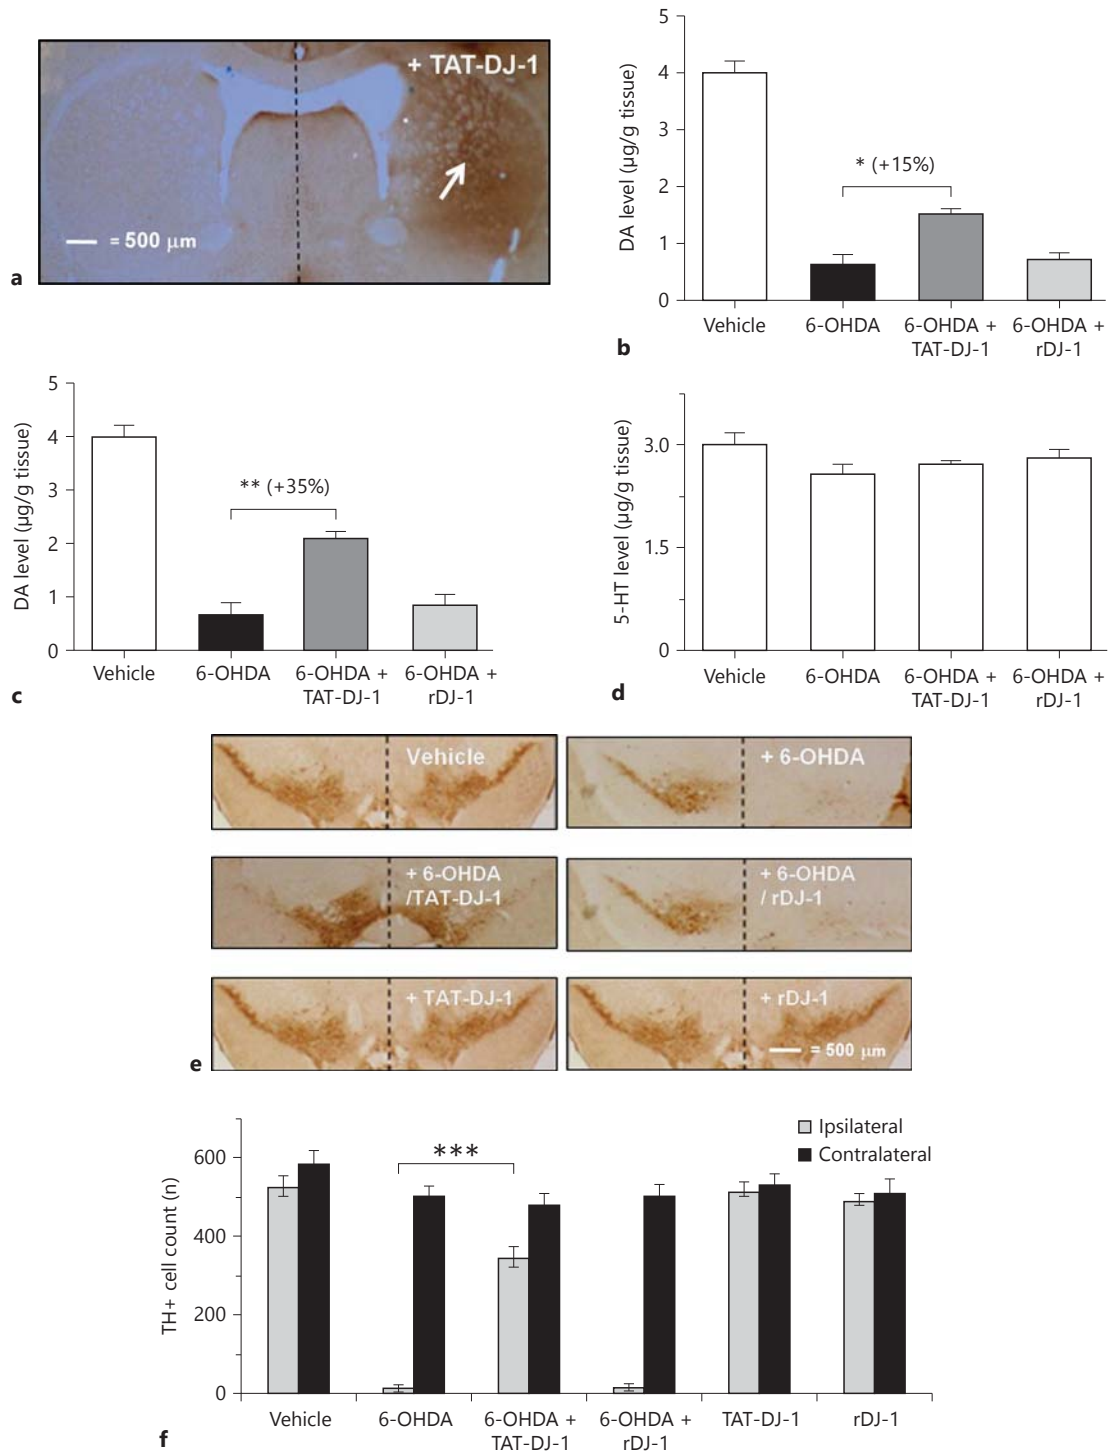 + TAT-DJ-1
= 500 μm
a
DA level (μg/g tissue)
5
4
3
2
1
0
* (+15%)
Vehicle
6-OHDA
6-OHDA +
TAT-DJ-1
6-OHDA +
rDJ-1
b
DA level (μg/g tissue)
5
4
3
2
1
0
** (+35%)
Vehicle
6-OHDA
6-OHDA +
TAT-DJ-1
6-OHDA +
rDJ-1
c
5-HT level (μg/g tissue)
3.0
1.5
0
Vehicle
6-OHDA
6-OHDA +
TAT-DJ-1
6-OHDA +
rDJ-1
d
Vehicle
+ 6-OHDA
+ 6-OHDA
/TAT-DJ-1
+ 6-OHDA
/ rDJ-1
+ TAT-DJ-1
+ rDJ-1
= 500 μm
e
TH+ cell count (n)
600
400
200
0
***
Ipsilateral
Contralateral
Vehicle
6-OHDA
6-OHDA +
TAT-DJ-1
6-OHDA +
rDJ-1
TAT-DJ-1
rDJ-1
f